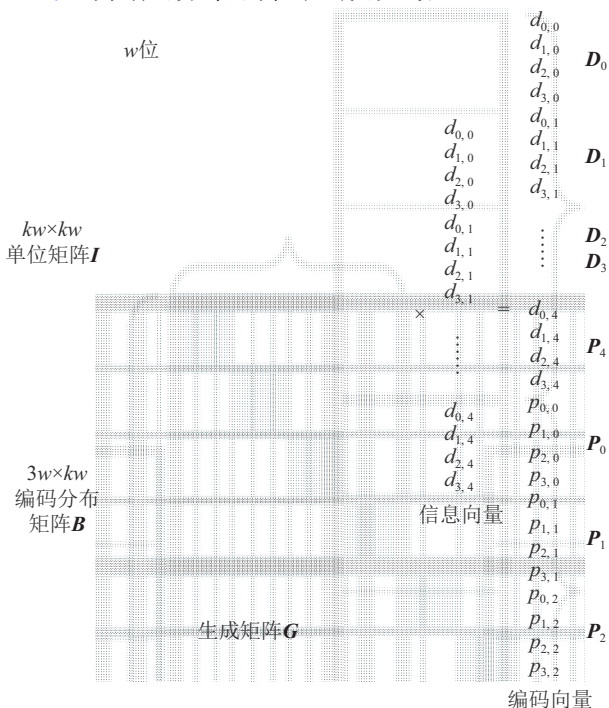 w位
kw×kw
单位矩阵I
3w×kw
编码分布
矩阵B
生成矩阵G
×
d0,0
d1,0
d2,0
d3,0
d0,1
d1,1
d2,1
d3,1
……
d0,4
d1,4
d2,4
d3,4
信息向量
=
d0,0
d1,0
d2,0
d3,0
d0,1
d1,1
d2,1
d3,1
……
d0,4
d1,4
d2,4
d3,4
p0,0
p1,0
p2,0
p3,0
p0,1
p1,1
p2,1
p3,1
p0,2
p1,2
p2,2
p3,2
编码向量
D0
D1
D2
D3
P4
P0
P1
P2